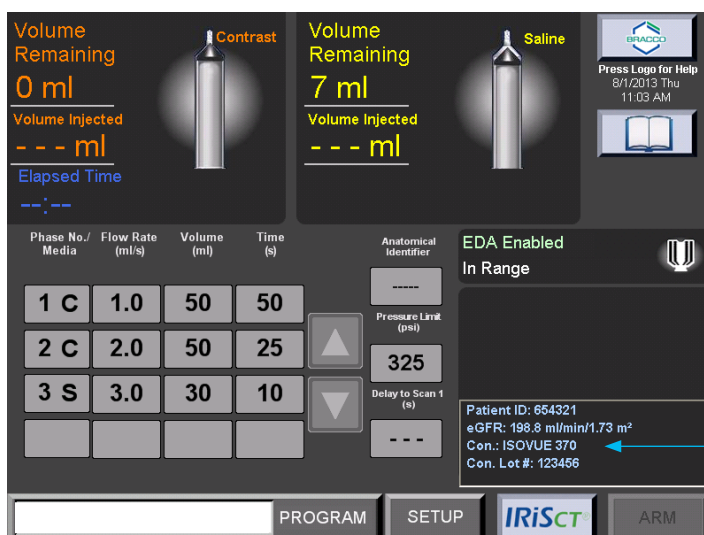 Volume
Remaining
0 ml
Volume Injected
- - - ml
Elapsed Time
--:--
Contrast
Volume
Remaining
7 ml
Volume Injected
- - - ml
Saline
BRACCO
Press Logo for Help
8/1/2013 Thu
11:03 AM
Phase No./ Flow Rate Volume Time
Media (ml/s) (ml) (s)
1 C 1.0 50 50
2 C 2.0 50 25
3 S 3.0 30 10
Anatomical
Identifier
-----
Pressure Limit
(psi)
325
Delay to Scan 1
(s)
- - -
EDA Enabled
In Range
Patient ID: 654321
eGFR: 198.8 ml/min/1.73 m²
Con.: ISOVUE 370
Con. Lot #: 123456
PROGRAM SETUP IRiSCT ARM